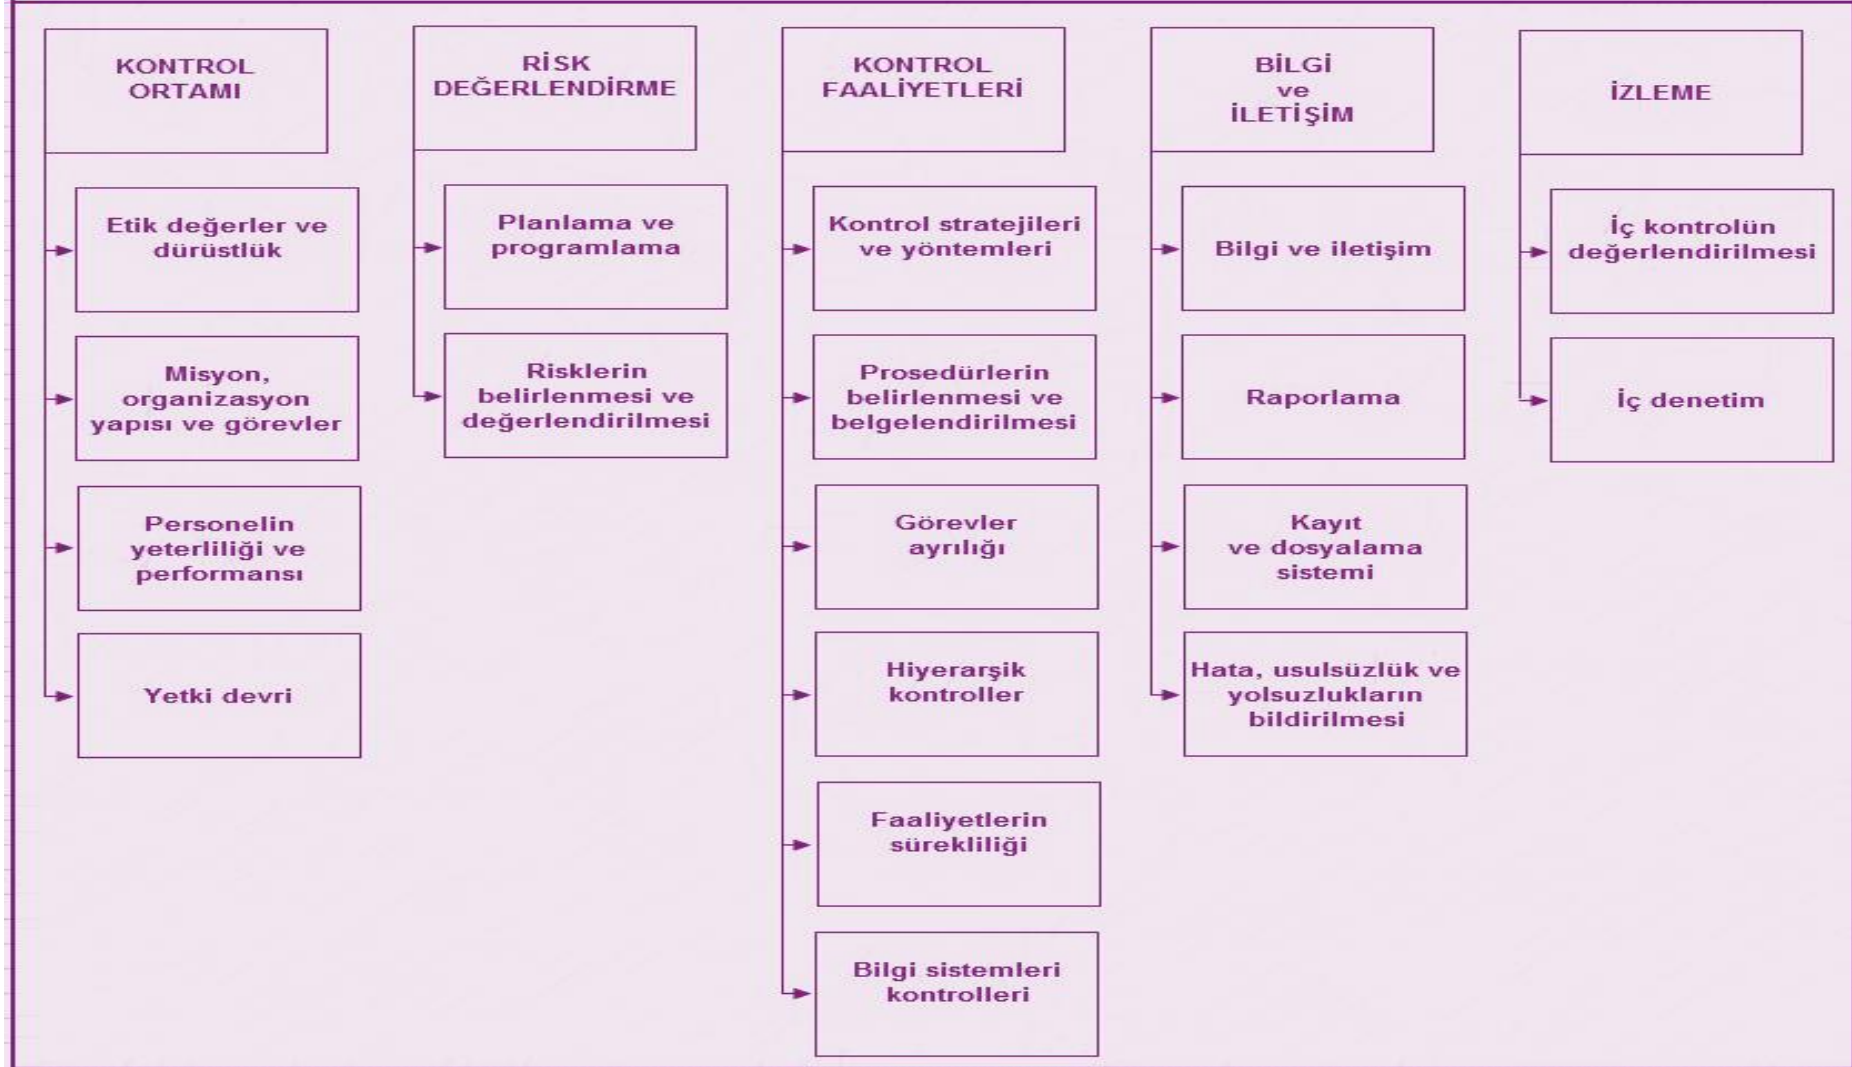 KONTROL
ORTAMI
Etik değerler ve
dürüstlük
Misyon,
organizasyon
yapısı ve görevler
Personelin
yeterliliği ve
performansı
Yetki devri
RİSK
DEĞERLENDİRME
Planlama ve
programlama
Risklerin
belirlenmesi ve
değerlendirilmesi
KONTROL
FAALİYETLERİ
Kontrol stratejileri
ve yöntemleri
Prosedürlerin
belirlenmesi ve
belgelendirilmesi
Görevler
ayrılığı
Hiyerarşik
kontroller
Faaliyetlerin
sürekliliği
Bilgi sistemleri
kontrolleri
BİLGİ
ve
İLETİŞİM
Bilgi ve iletişim
Raporlama
Kayıt
ve dosyalama
sistemi
Hata, usulsüzlük ve
yolsuzlukların
bildirilmesi
İZLEME
İç kontrolün
değerlendirilmesi
İç denetim